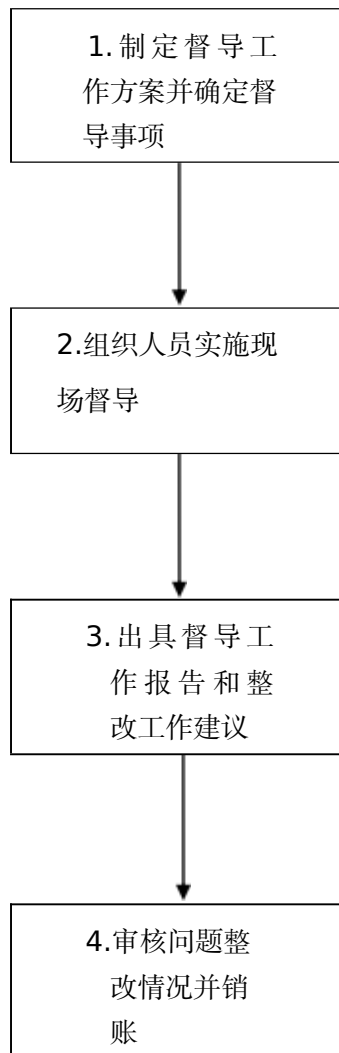 1.制定督导工
作方案并确定督
导事项
2.组织人员实施现
场督导
3.出具督导工
作报告和整
改工作建议
4.审核问题整
改情况并销
账